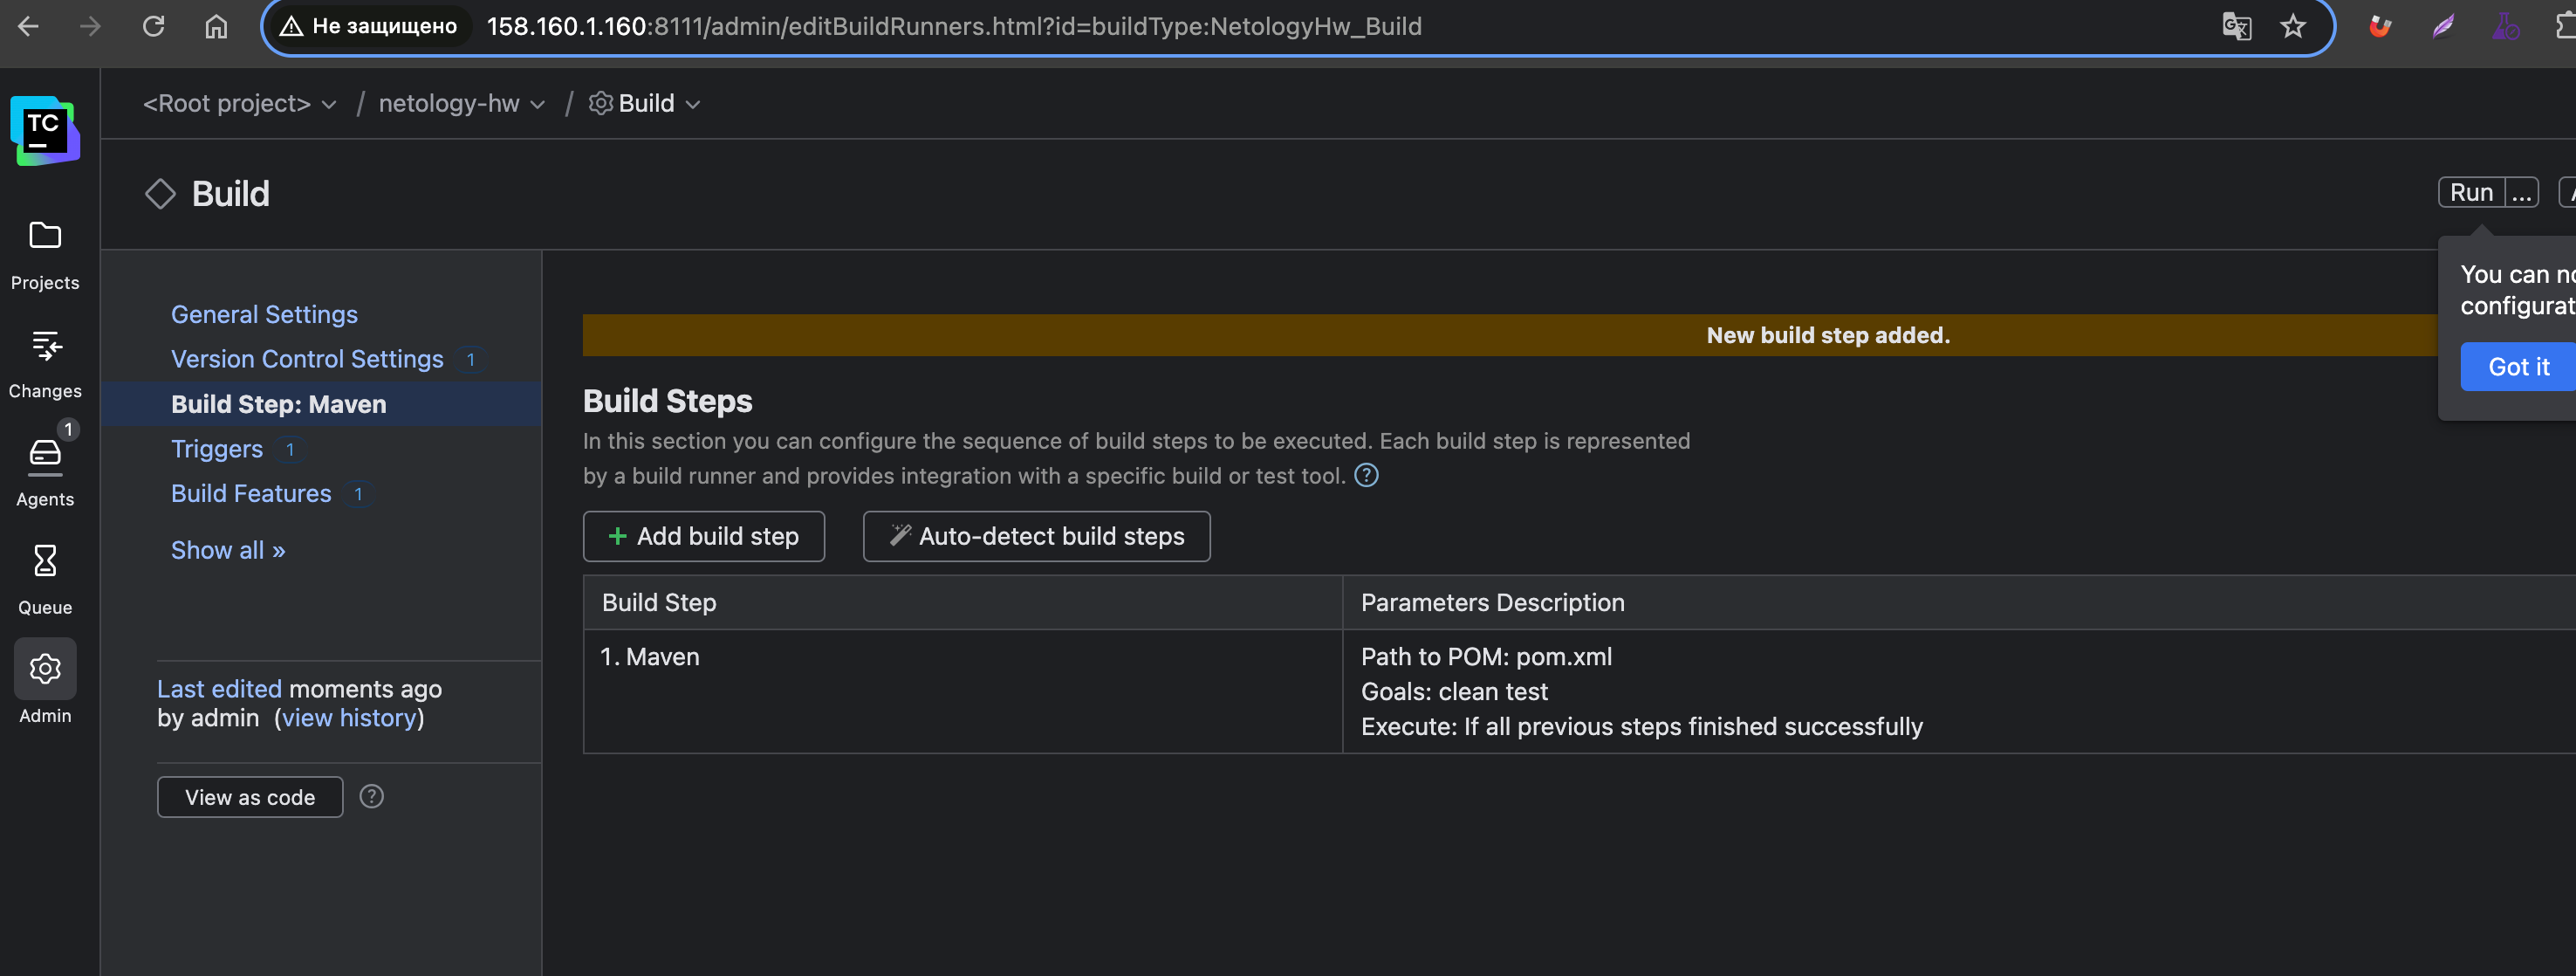 Не защищено 158.160.1.160:8111/admin/editBuildRunners.html?id=buildType:NetologyHw_Build
TC
<Root project> / netology-hw / Build
Build
Run ...
You can
configurat
Got it
Projects
Changes
1
Agents
Queue
Admin
General Settings
Version Control Settings 1
Build Step: Maven
Triggers 1
Build Features 1
Show all »
Last edited moments ago
by admin (view history)
View as code ?
New build step added.
Build Steps
In this section you can configure the sequence of build steps to be executed. Each build step is represented
by a build runner and provides integration with a specific build or test tool. ?
+ Add build step
Auto-detect build steps
Build Step Parameters Description
1. Maven Path to POM: pom.xml
Goals: clean test
Execute: If all previous steps finished successfully